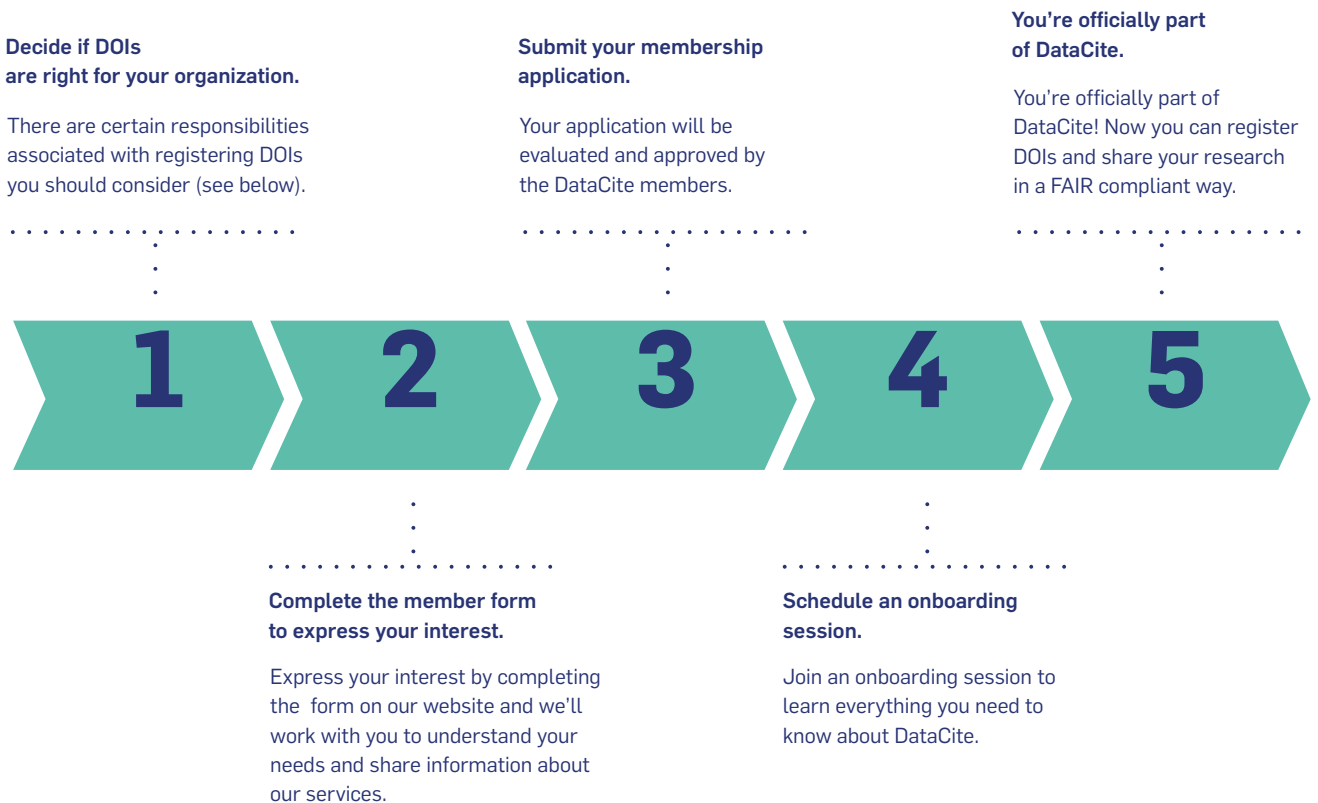 Decide if DOIs
are right for your organization.
There are certain responsibilities
associated with registering DOIs
you should consider (see below).
Submit your membership
application.
Your application will be
evaluated and approved by
the DataCite members.
You’re officially part
of DataCite.
You’re officially part of
DataCite! Now you can register
DOIs and share your research
in a FAIR compliant way.
1
2
3
4
5
Complete the member form
to express your interest.
Express your interest by completing
the  form on our website and we’ll
work with you to understand your
needs and share information about
our services.
Schedule an onboarding
session.
Join an onboarding session to
learn everything you need to
know about DataCite.